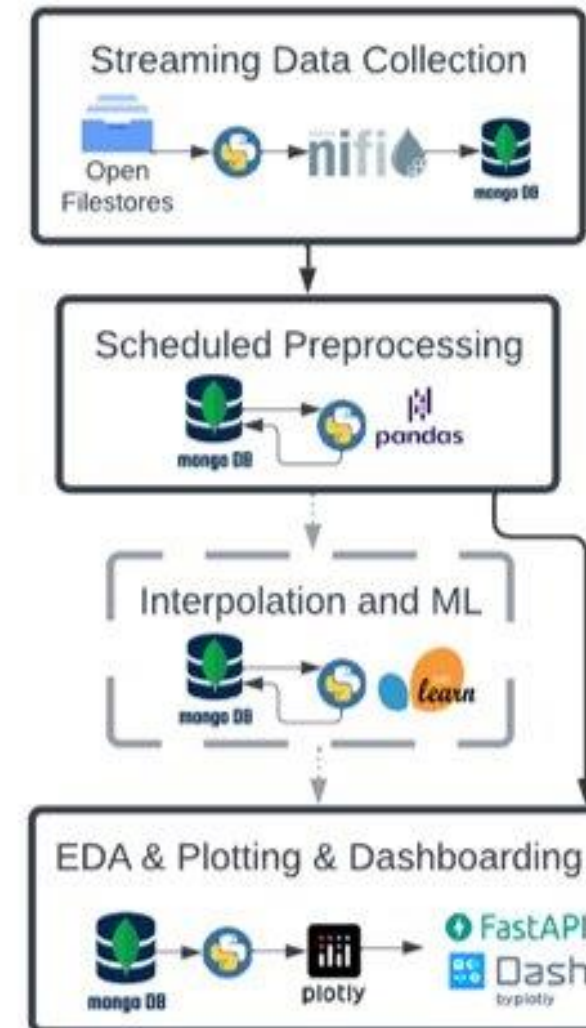 Streaming Data Collection
Open
Filestores
nifi
mongo DB
Scheduled Preprocessing
mongo DB
pandas
Interpolation and ML
mongo DB
learn
EDA & Plotting & Dashboarding
mongo DB
plotly
FastAPI
Dash
by plotly